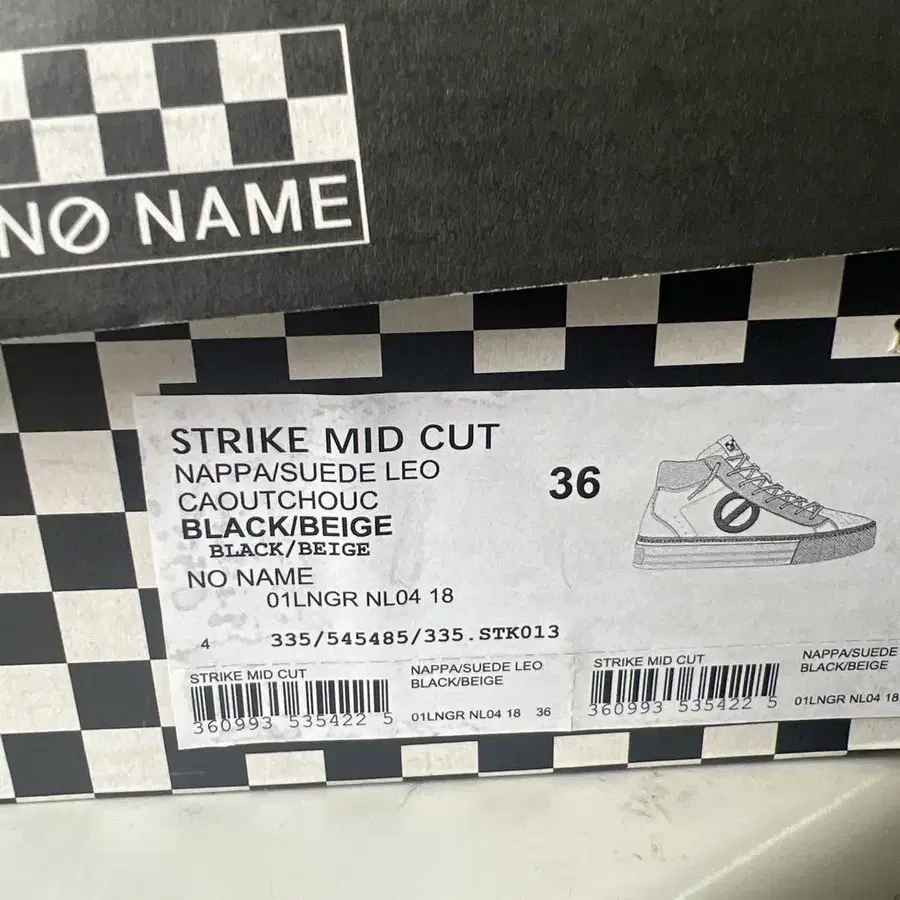 NO NAME
STRIKE MID CUT
NAPPA/SUEDE LEO
CAOUTCHOUC
BLACK/BEIGE
BLACK/BEIGE
NO NAME
01LNGR NL04 18
36
4 335/545485/335.STK013
STRIKE MID CUT
NAPPA/SUEDE LEO
BLACK/BEIGE
360993 535422 5
01LNGR NL04 18 36
STRIKE MID CUT
NAPPA/SUEDE
BLACK/BEIGE
360993 535422 5
01LNGR NL04 18